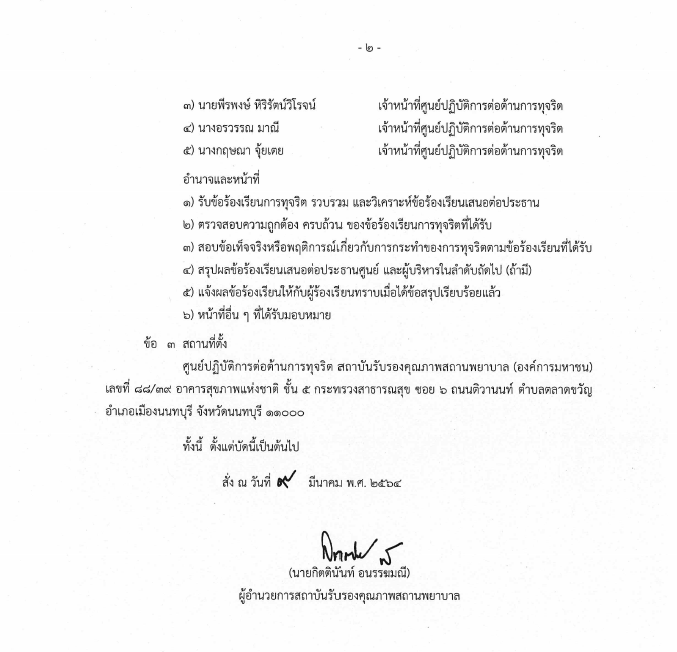 - ๒ -
๓) นายพีรพงษ์ หิริรัตน์วิโรจน์ เจ้าหน้าที่ศูนย์ปฏิบัติการต่อต้านการทุจริต
๔) นางอรวรรณ มาณี เจ้าหน้าที่ศูนย์ปฏิบัติการต่อต้านการทุจริต
๕) นางกฤษณา จุ้ยเตย เจ้าหน้าที่ศูนย์ปฏิบัติการต่อต้านการทุจริต
อำนาจและหน้าที่
๑) รับข้อร้องเรียนการทุจริต รวบรวม และวิเคราะห์ข้อร้องเรียนเสนอต่อประธาน
๒) ตรวจสอบความถูกต้อง ครบถ้วน ของข้อร้องเรียนการทุจริตที่ได้รับ
๓) สอบข้อเท็จจริงหรือพฤติการณ์เกี่ยวกับการกระทำของการทุจริตตามข้อร้องเรียนที่ได้รับ
๔) สรุปผลข้อร้องเรียนเสนอต่อประธานศูนย์ และผู้บริหารในลำดับถัดไป (ถ้ามี)
๕) แจ้งผลข้อร้องเรียนให้กับผู้ร้องเรียนทราบเมื่อได้ข้อสรุปเรียบร้อยแล้ว
๖) หน้าที่อื่น ๆ ที่ได้รับมอบหมาย
ข้อ ๓ สถานที่ตั้ง
ศูนย์ปฏิบัติการต่อต้านการทุจริต สถาบันรับรองคุณภาพสถานพยาบาล (องค์การมหาชน)
เลขที่ ๘๘/๓๙ อาคารสุขภาพแห่งชาติ ชั้น ๕ กระทรวงสาธารณสุข ซอย ๖ ถนนติวานนท์ ตำบลตลาดขวัญ
อำเภอเมืองนนทบุรี จังหวัดนนทบุรี ๑๑๐๐๐
ทั้งนี้ ตั้งแต่บัดนี้เป็นต้นไป
สั่ง ณ วันที่ ๙ มีนาคม พ.ศ. ๒๕๖๔
(นายกิตตินันท์ อนรรฆมณี)
ผู้อำนวยการสถาบันรับรองคุณภาพสถานพยาบาล